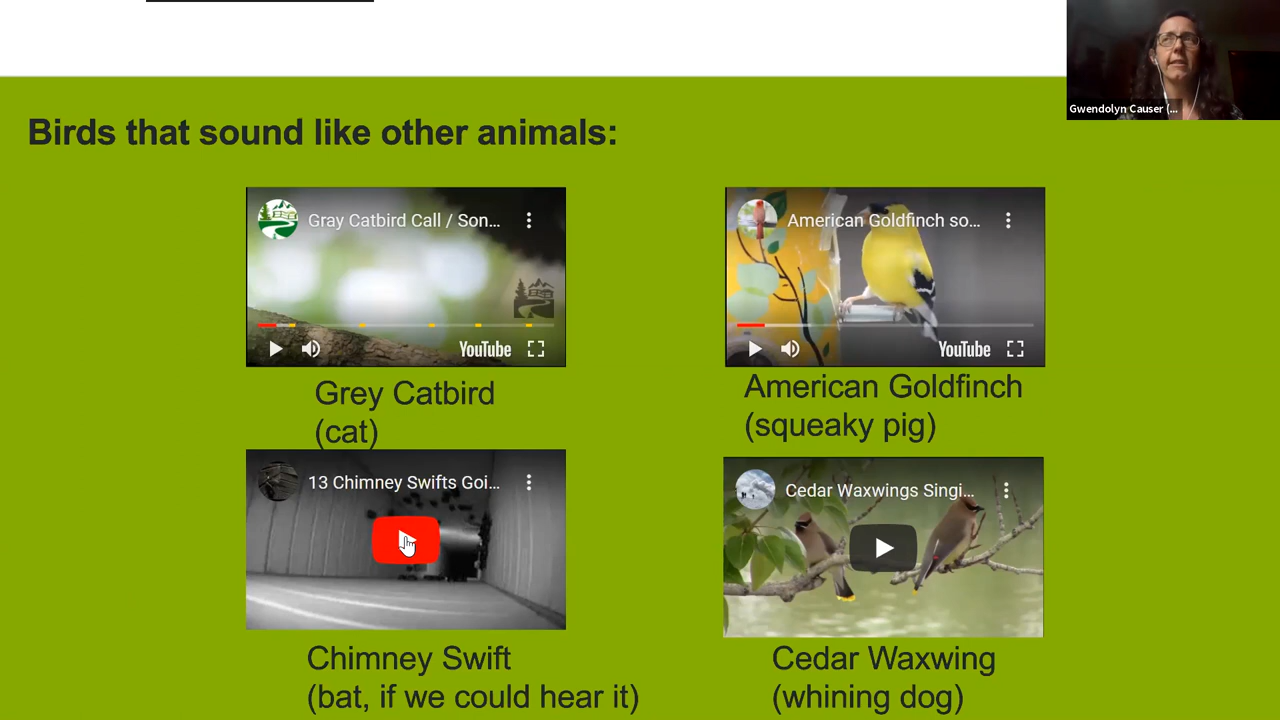 Gwendolyn Causer (...
Birds that sound like other animals:
Gray Catbird Call / Son...
YouTube
American Goldfinch so...
YouTube
Grey Catbird
(cat)
American Goldfinch
(squeaky pig)
13 Chimney Swifts Goi...
Cedar Waxwings Singi...
Chimney Swift
(bat, if we could hear it)
Cedar Waxwing
(whining dog)